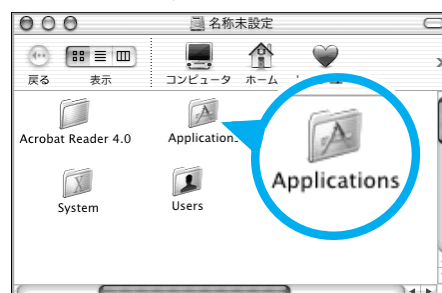 名称未設定
戻る 表示 コンピュータ ホーム
Acrobat Reader 4.0 Applications
Applications
System Users